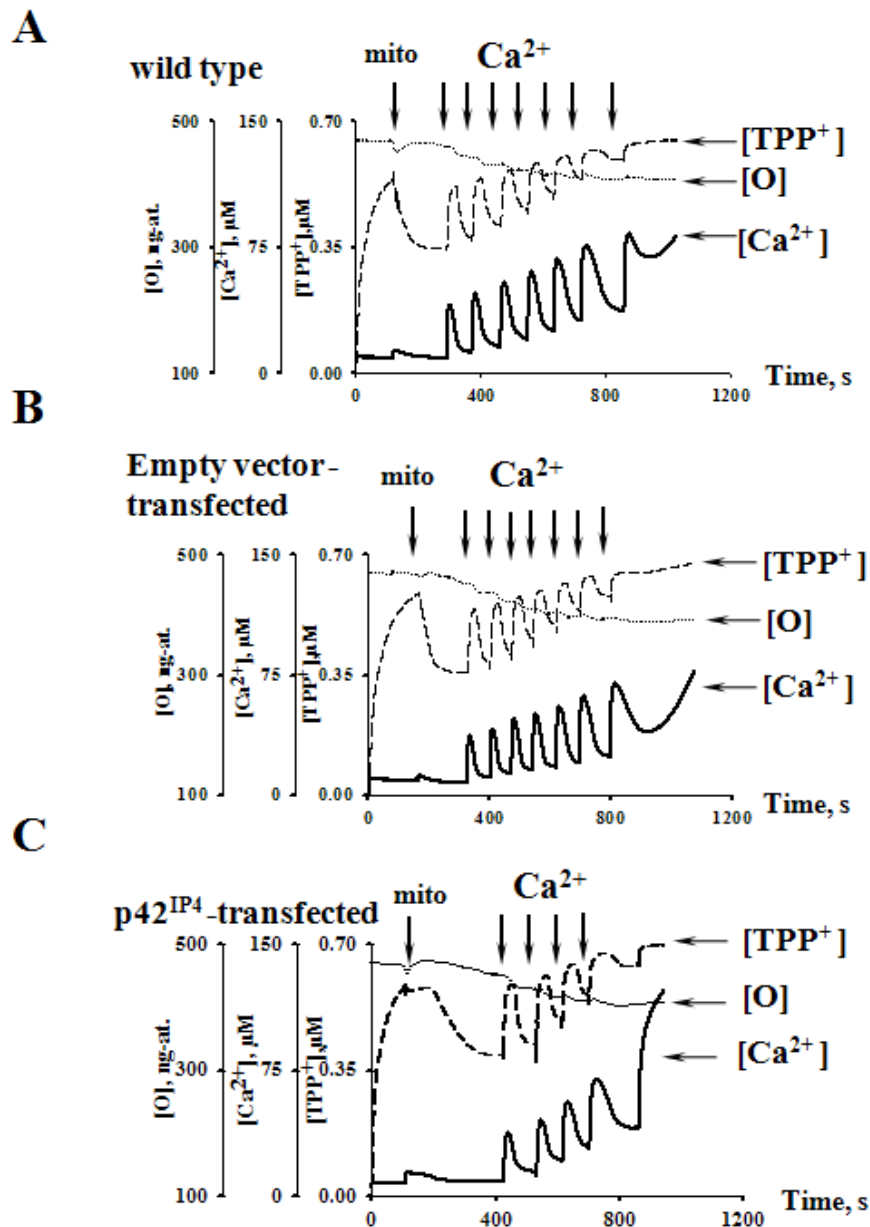 A
wild type
mito
Ca2+
500
150
0.70
[TPP+]
[O]
300
75
0.35
[Ca2+]
[O], ng-at.
[Ca2+], µM
[TPP+],µM
100
0
0.00
0
400
800
1200
Time, s
B
Empty vector-
transfected
mito
Ca2+
500
150
0.70
[TPP+]
[O]
300
75
0.35
[Ca2+]
[O], ng-at.
[Ca2+], µM
[TPP+],µM
100
0
0.00
0
400
800
1200
Time, s
C
p42IP4-transfected
mito
Ca2+
500
150
0.70
[TPP+]
[O]
300
75
0.35
[Ca2+]
[O], ng-at.
[Ca2+], µM
[TPP+],µM
100
0
0.00
0
400
800
1200
Time, s